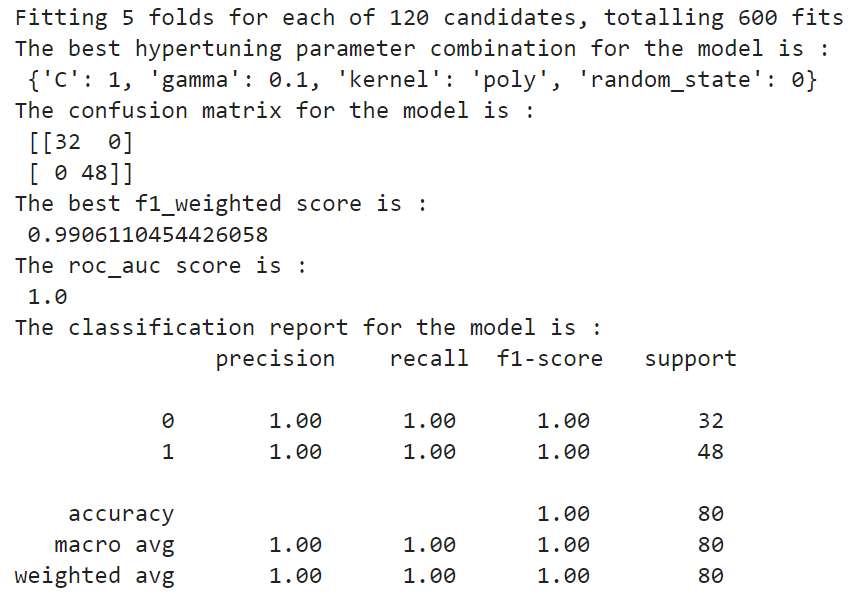 Fitting 5 folds for each of 120 candidates, totalling 600 fits
The best hypertuning parameter combination for the model is :
{'C': 1, 'gamma': 0.1, 'kernel': 'poly', 'random_state': 0}
The confusion matrix for the model is :
[[32  0]
[ 0 48]]
The best f1_weighted score is :
0.9906110454426058
The roc_auc score is :
1.0
The classification report for the model is :
precision    recall  f1-score   support
0       1.00      1.00      1.00        32
1       1.00      1.00      1.00        48
accuracy                           1.00        80
macro avg       1.00      1.00      1.00        80
weighted avg       1.00      1.00      1.00        80